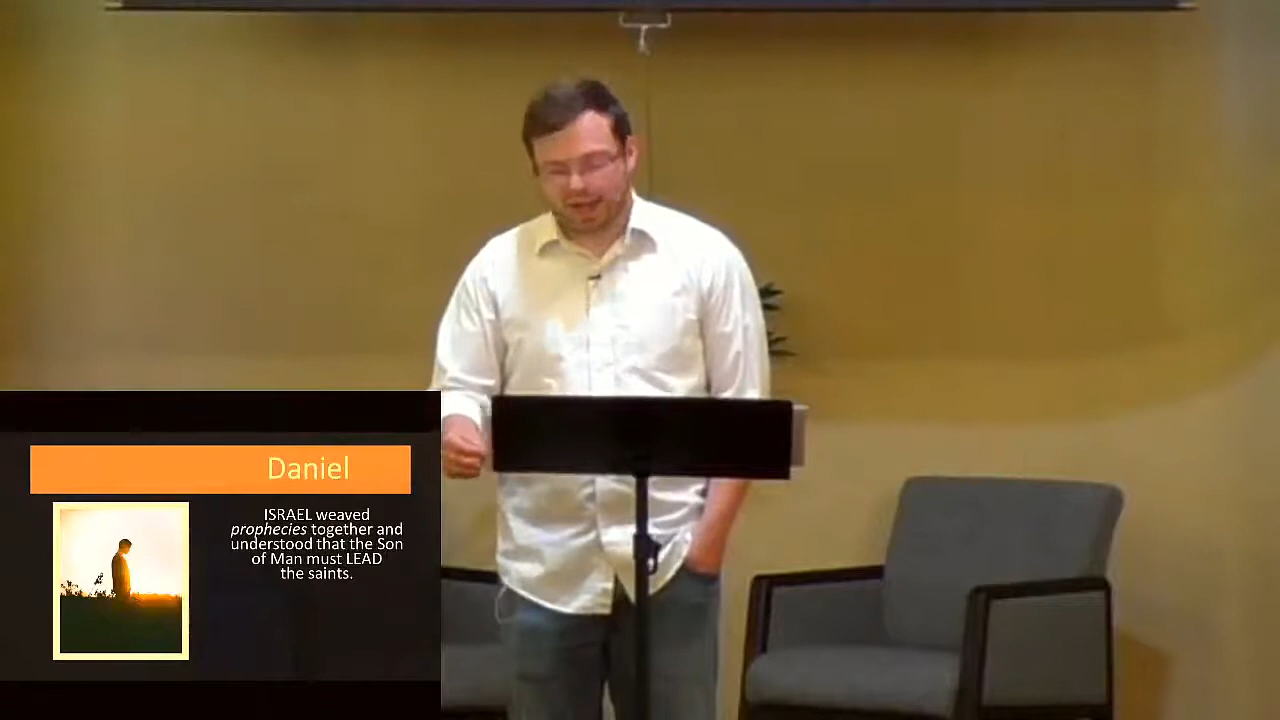 Daniel
ISRAEL weaved
prophecies together and
understood that the Son
of Man must LEAD
the saints.